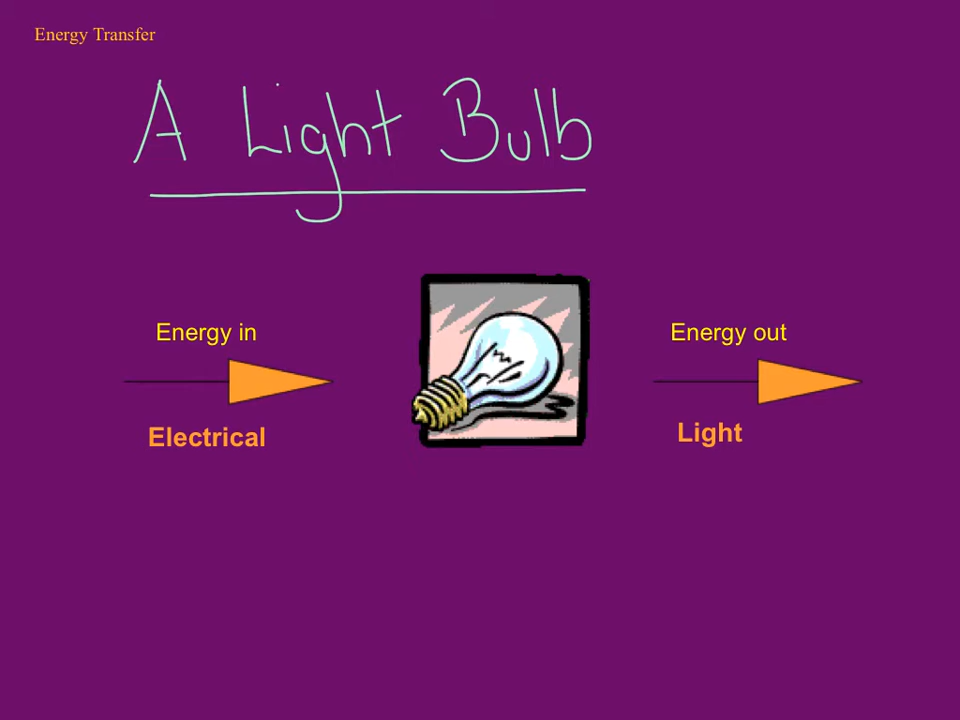 Energy Transfer
A Light Bulb
Energy in
Energy out
Electrical
Light